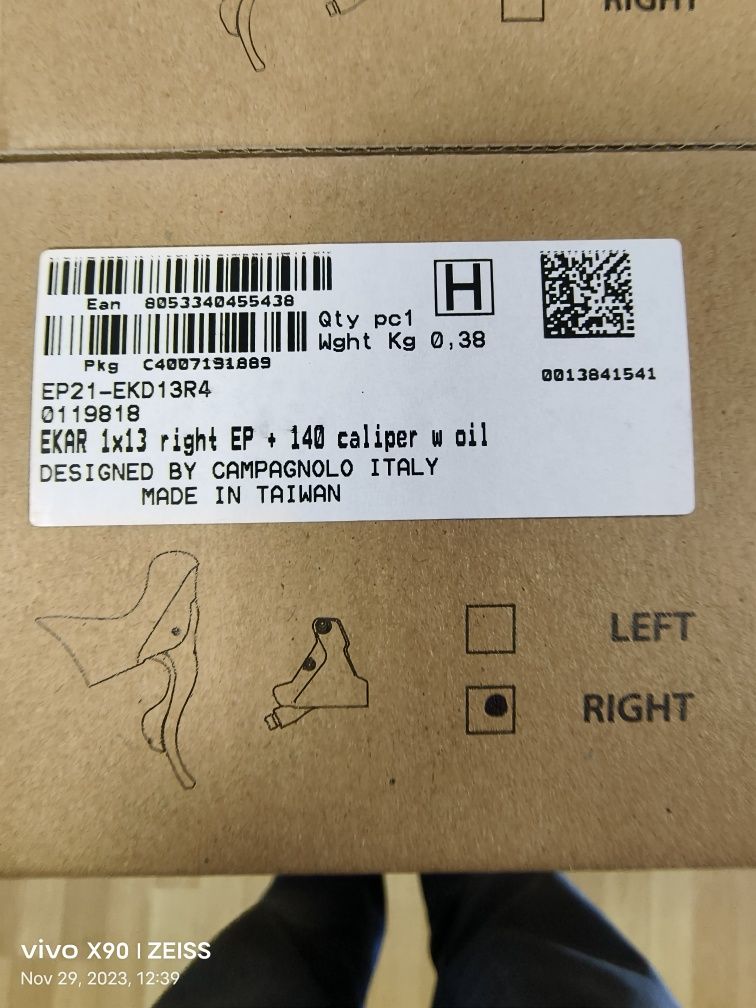 RIGHT
Ean 8053340455438
H
Qty pc1
Wght Kg 0,38
Pkg C4007191889
0013841541
EP21-EKD13R4
0119818
EKAR 1x13 right EP + 140 caliper w oil
DESIGNED BY CAMPAGNOLO ITALY
MADE IN TAIWAN
LEFT
RIGHT
vivo X90 | ZEISS
Nov 29, 2023, 12:39